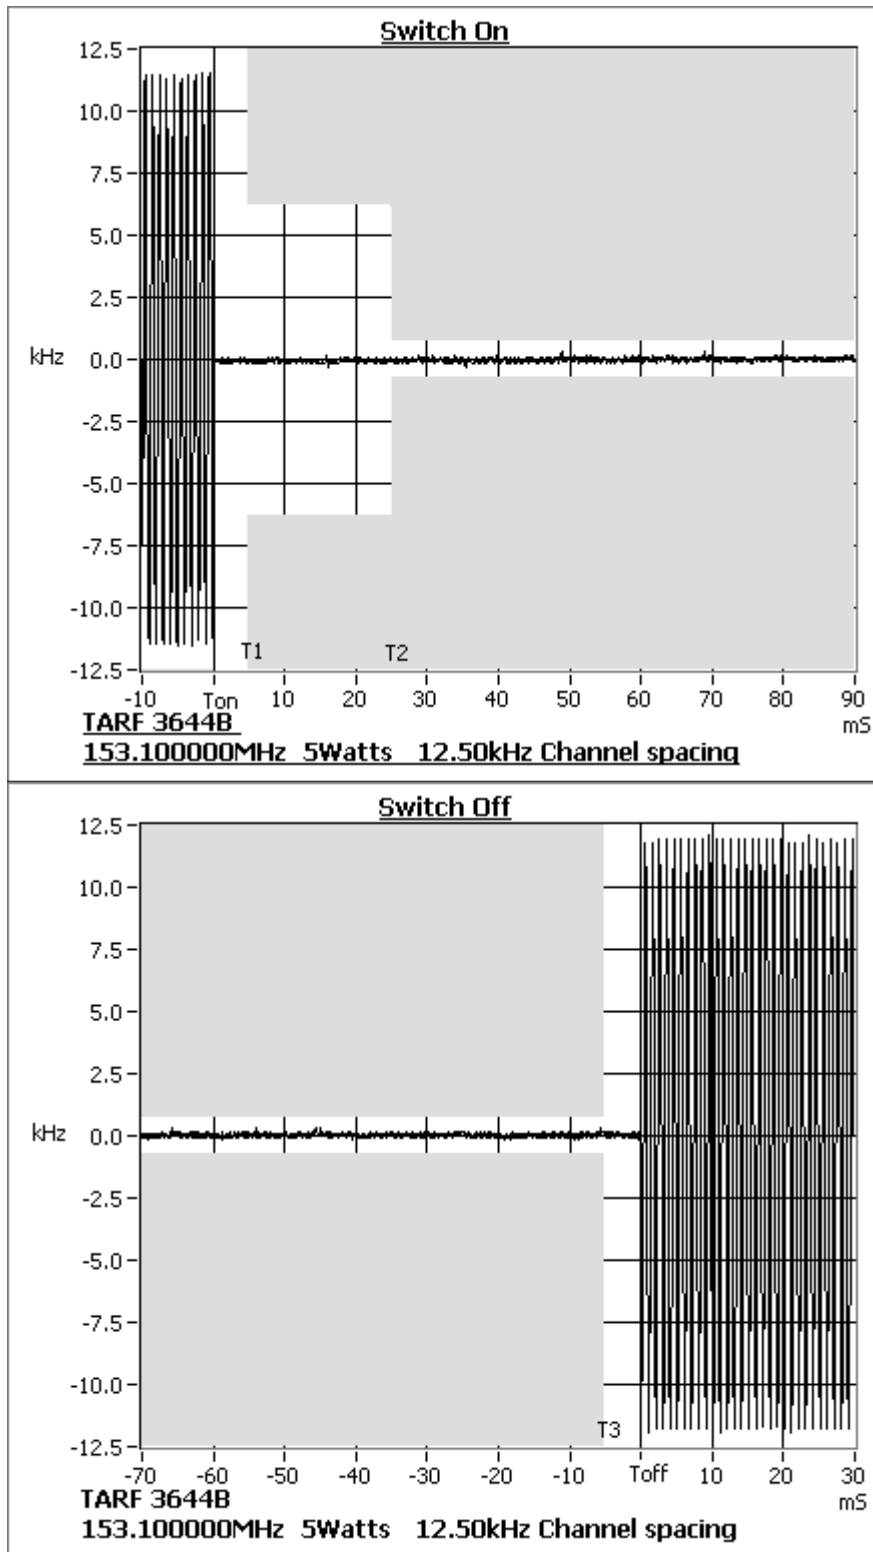 Switch On
12.5
10.0
7.5
5.0
2.5
kHz 0.0
-2.5
-5.0
-7.5
-10.0
T1 T2
-12.5
-10 Ton 10 20 30 40 50 60 70 80 90
mS
TARF 3644B
153.100000MHz 5Watts 12.50kHz Channel spacing
Switch Off
12.5
10.0
7.5
5.0
2.5
kHz 0.0
-2.5
-5.0
-7.5
-10.0
T3
-12.5
-70 -60 -50 -40 -30 -20 -10 Toff 10 20 30
mS
TARF 3644B
153.100000MHz 5Watts 12.50kHz Channel spacing